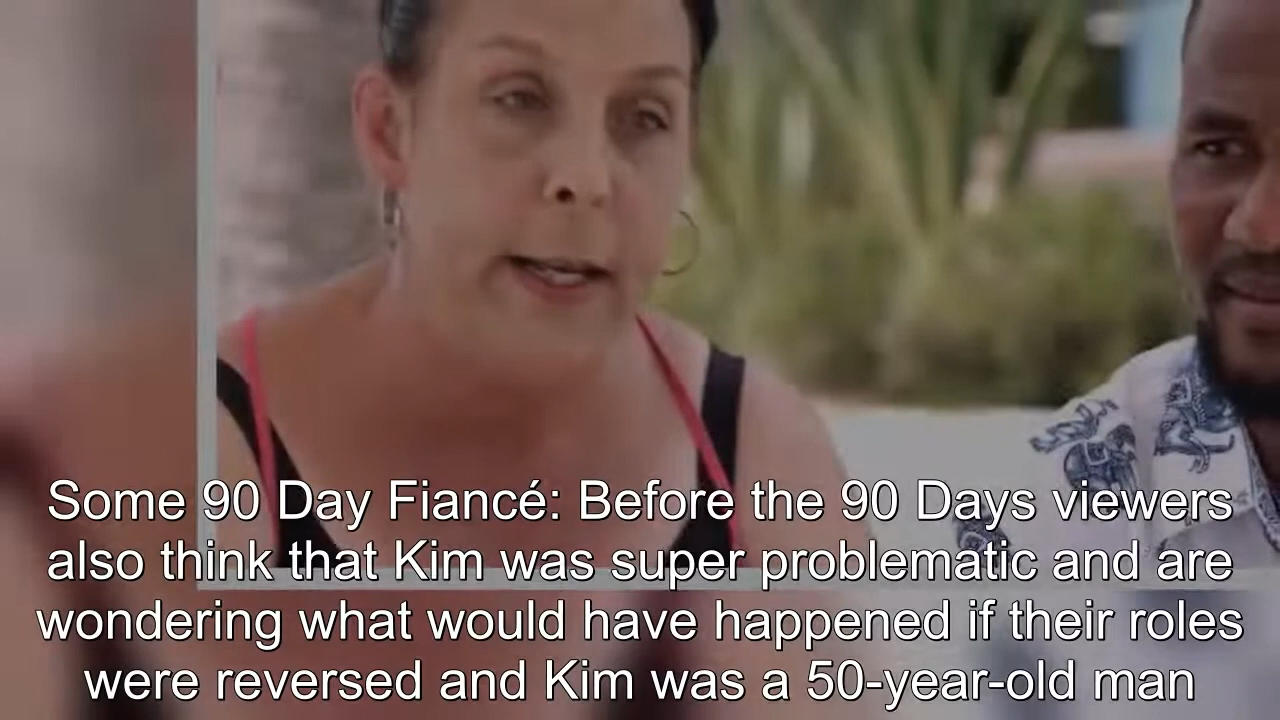 Some 90 Day Fiancé: Before the 90 Days viewers
also think that Kim was super problematic and are
wondering what would have happened if their roles
were reversed and Kim was a 50-year-old man